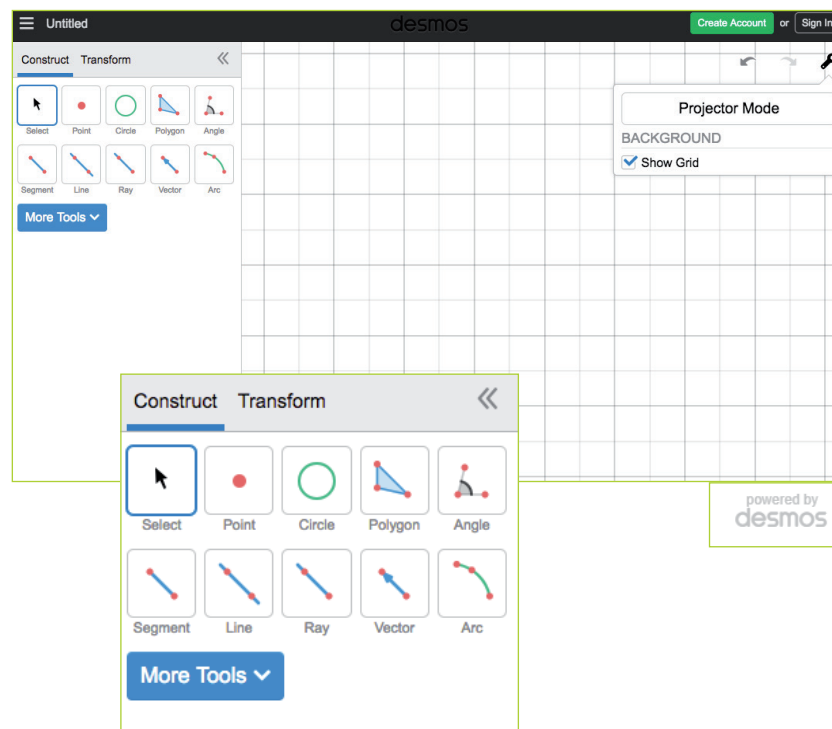 Untitled
desmos
Create Account or Sign In
Construct Transform
Select Point Circle Polygon Angle
Segment Line Ray Vector Arc
More Tools
Projector Mode
BACKGROUND
Show Grid
Construct Transform
Select Point Circle Polygon Angle
Segment Line Ray Vector Arc
More Tools
powered by
desmos